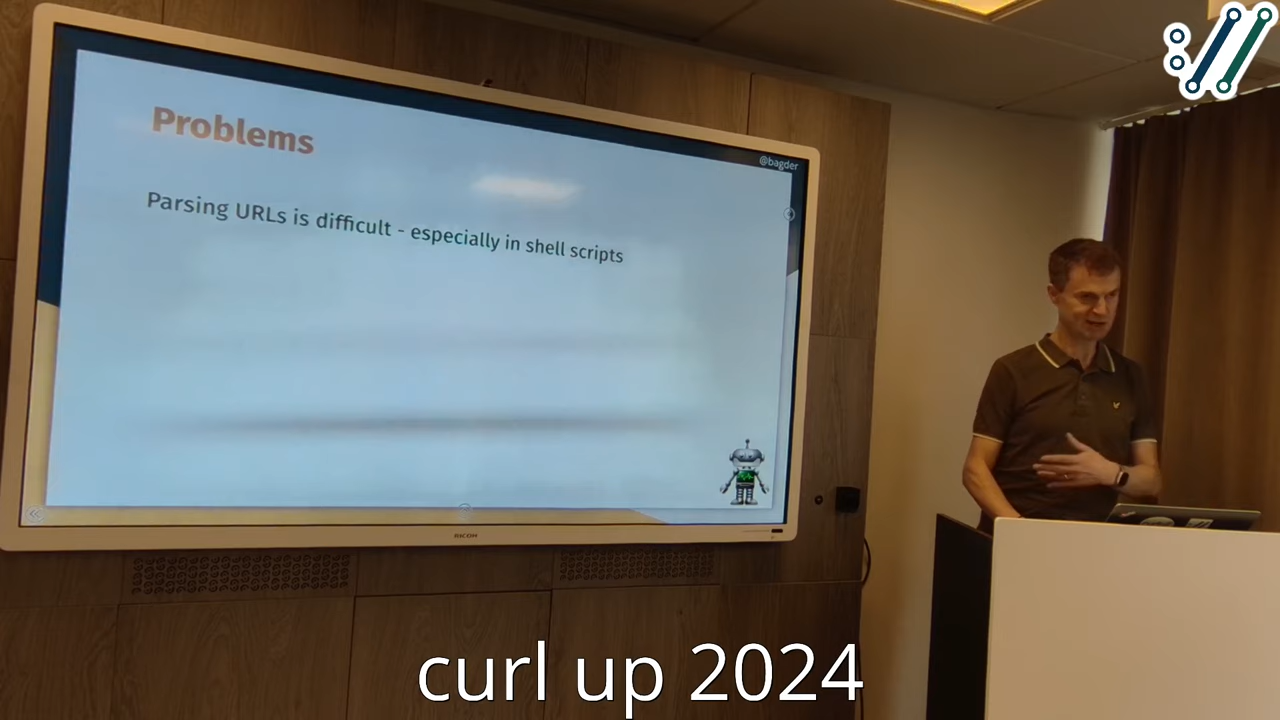 Problems
@bagder
Parsing URLs is difficult - especially in shell scripts
RICOH
curl up 2024